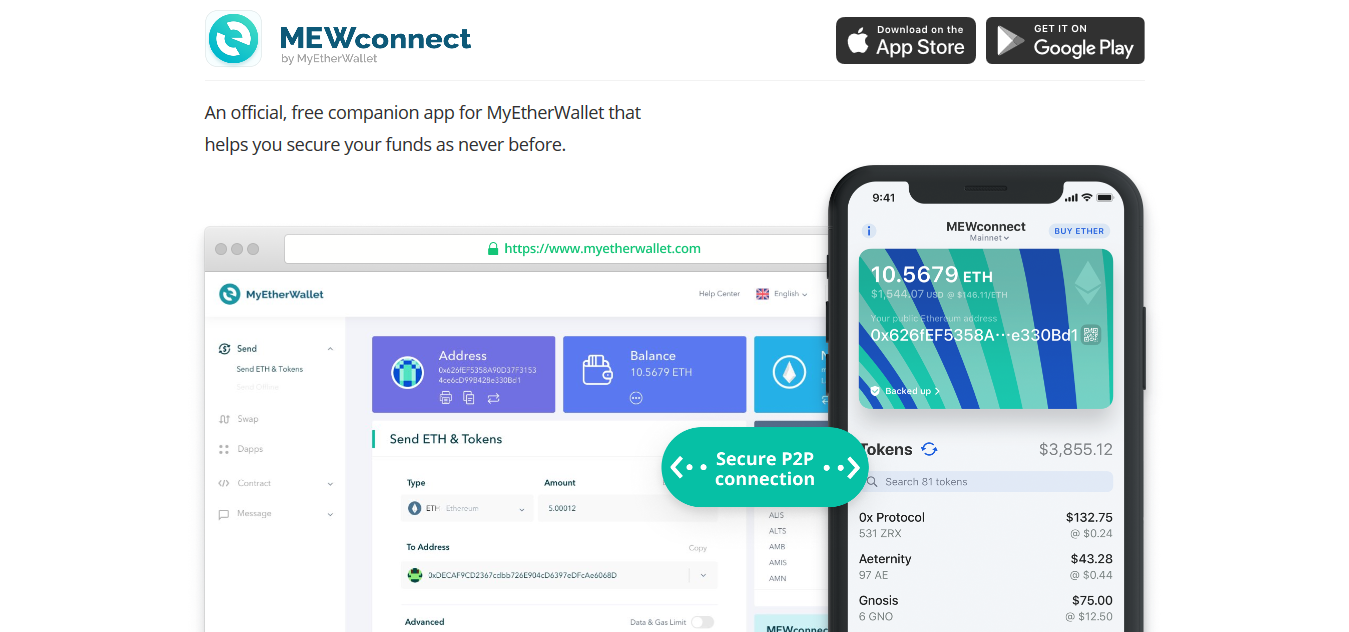 MEWconnect
by MyEtherWallet
Download on the
App Store
GET IT ON
Google Play
An official, free companion app for MyEtherWallet that
helps you secure your funds as never before.
https://www.myetherwallet.com
MyEtherWallet
Help Center
English
Send
Send ETH & Tokens
Send Offline
Swap
Dapps
Contract
Message
Address
0x626fEF5358A90D37F3153
4ce6cD998428e330Bd1
Balance
10.5679 ETH
Send ETH & Tokens
Type
Amount
ETH Ethereum
5.00012
To Address
Copy
0xDECAF9CD2367cdbb726E904cD6397eDFcAe6068D
Advanced
Data & Gas Limit
AUS
ALTS
AMB
AMIS
AMN
MEWconnec
Secure P2P
connection
9:41
MEWconnect
Mainnet
BUY ETHER
10.5679 ETH
$1,544.07 USD @ $146.11/ETH
Your public Ethereum address
0x626fEF5358A···e330Bd1
Backed up
Tokens
$3,855.12
Search 81 tokens
0x Protocol
$132.75
531 ZRX
@ $0.24
Aeternity
$43.28
97 AE
@ $0.44
Gnosis
$75.00
6 GNO
@ $12.50